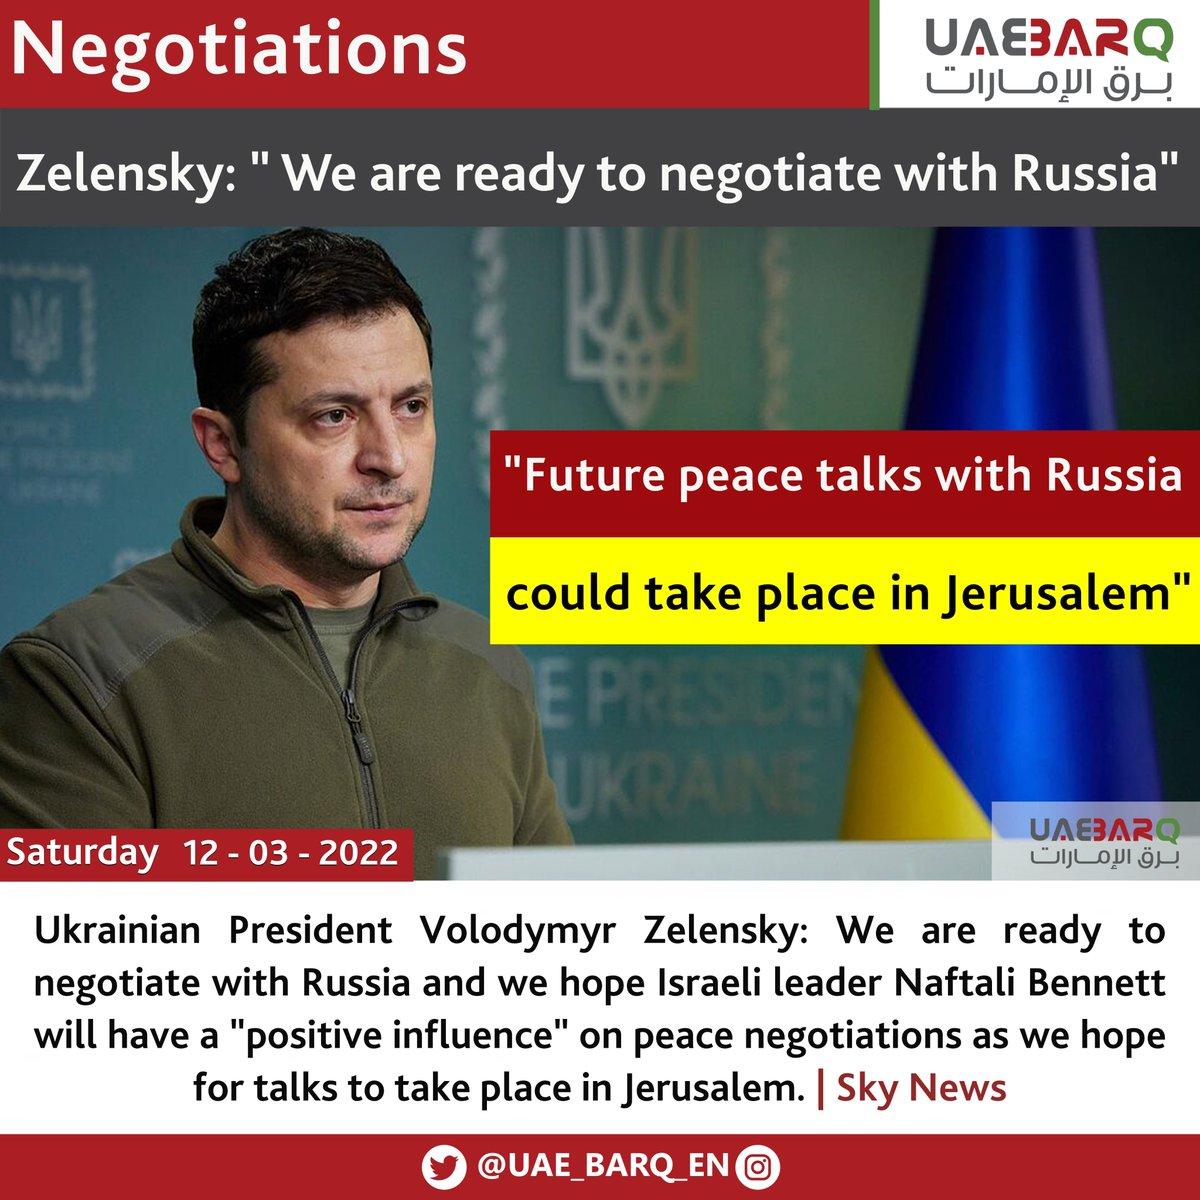 Negotiations
UAEBARQ
برق الإمارات
Zelensky: " We are ready to negotiate with Russia"
"Future peace talks with Russia
could take place in Jerusalem"
E PRESIDEN
UKRAINE
UAEBARQ
برق الإمارات
Saturday 12 - 03 - 2022
Ukrainian President Volodymyr Zelensky: We are ready to
negotiate with Russia and we hope Israeli leader Naftali Bennett
will have a "positive influence" on peace negotiations as we hope
for talks to take place in Jerusalem. | Sky News
@UAE_BARQ_EN